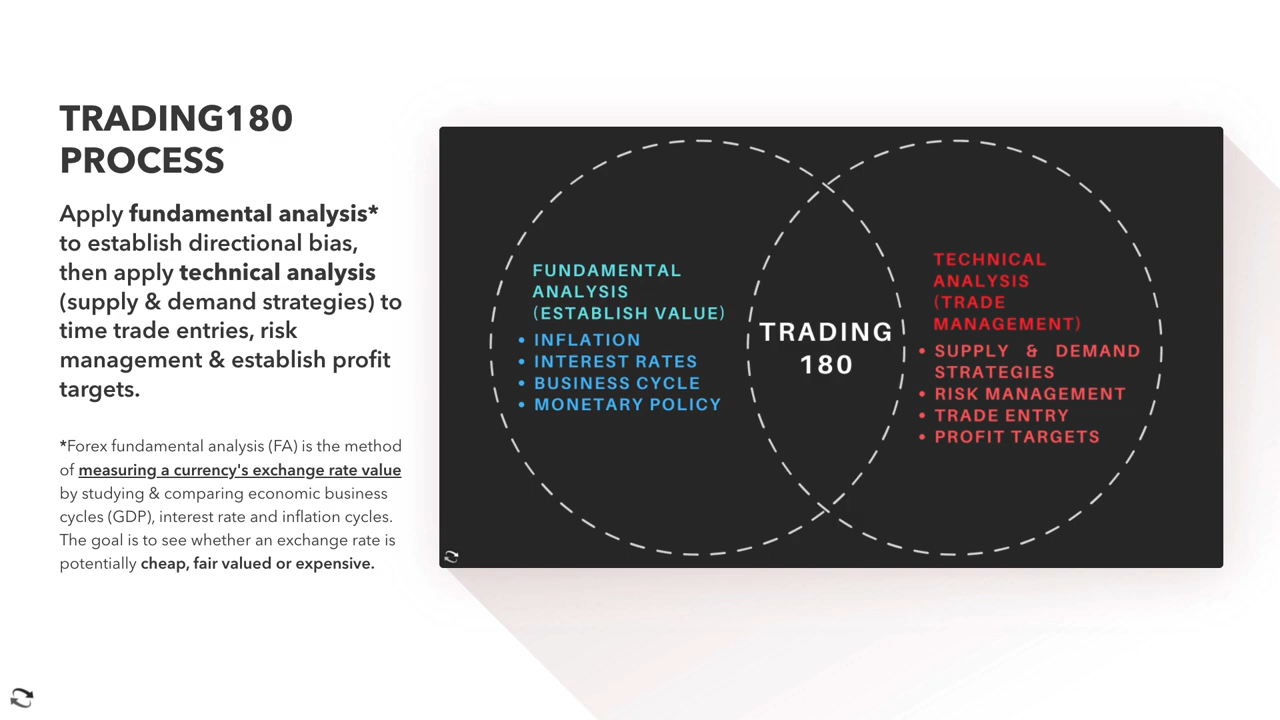 TRADING180
PROCESS
Apply fundamental analysis*
to establish directional bias,
then apply technical analysis
(supply & demand strategies) to
time trade entries, risk
management & establish profit
targets.
*Forex fundamental analysis (FA) is the method
of measuring a currency's exchange rate value
by studying & comparing economic business
cycles (GDP), interest rate and inflation cycles.
The goal is to see whether an exchange rate is
potentially cheap, fair valued or expensive.
FUNDAMENTAL
ANALYSIS
(ESTABLISH VALUE)
• INFLATION
• INTEREST RATES
• BUSINESS CYCLE
• MONETARY POLICY
TRADING
180
TECHNICAL
ANALYSIS
(TRADE
MANAGEMENT)
• SUPPLY & DEMAND
STRATEGIES
• RISK MANAGEMENT
• TRADE ENTRY
• PROFIT TARGETS